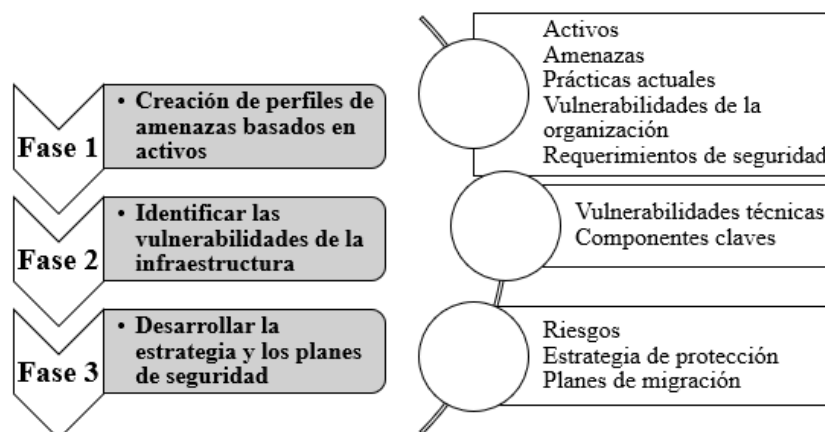 Fase 1
• Creación de perfiles de
amenazas basados en
activos
Activos
Amenazas
Prácticas actuales
Vulnerabilidades de la
organización
Requerimientos de seguridad
Fase 2
• Identificar las
vulnerabilidades de la
infraestructura
Vulnerabilidades técnicas
Componentes claves
Fase 3
• Desarrollar la
estrategia y los planes
de seguridad
Riesgos
Estrategia de protección
Planes de migración